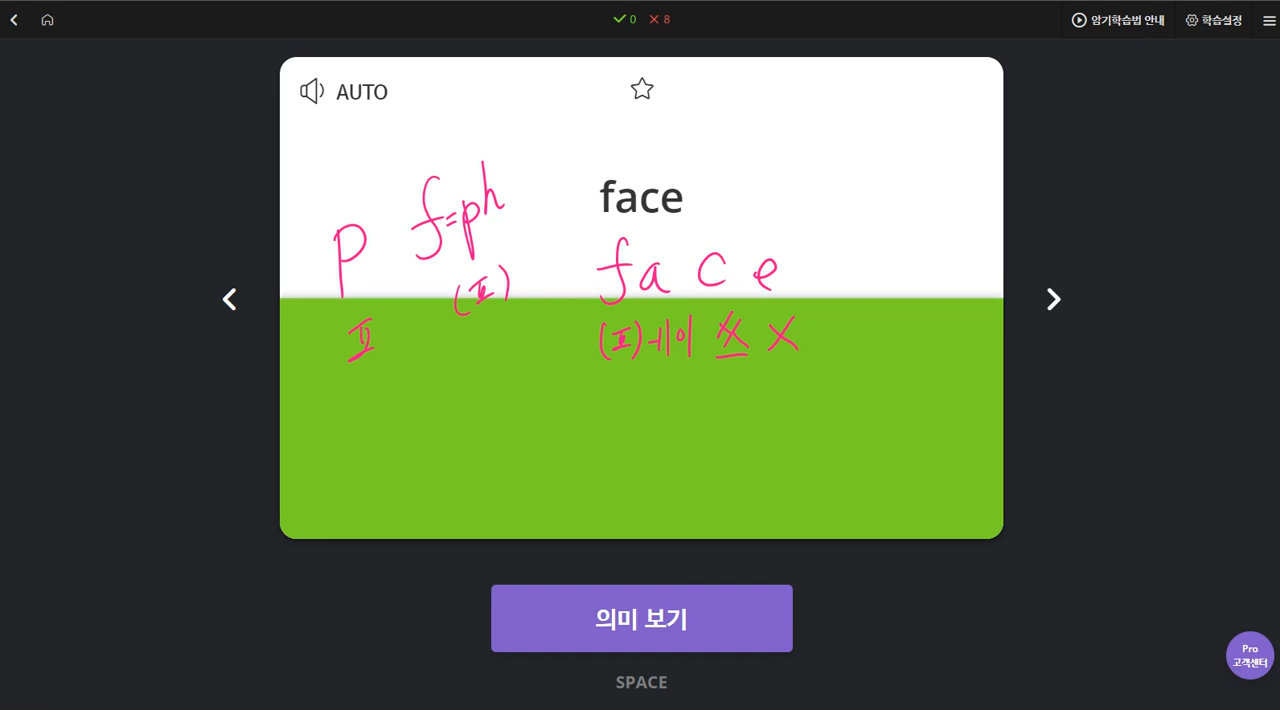 0 8 암기학습법 안내 학습설정
AUTO
face
p f=ph
f a c e
(ㅍ)
ㅍ
(ㅍ)ㅔ이 쓰 X
의미 보기
SPACE
Pro
고객센터